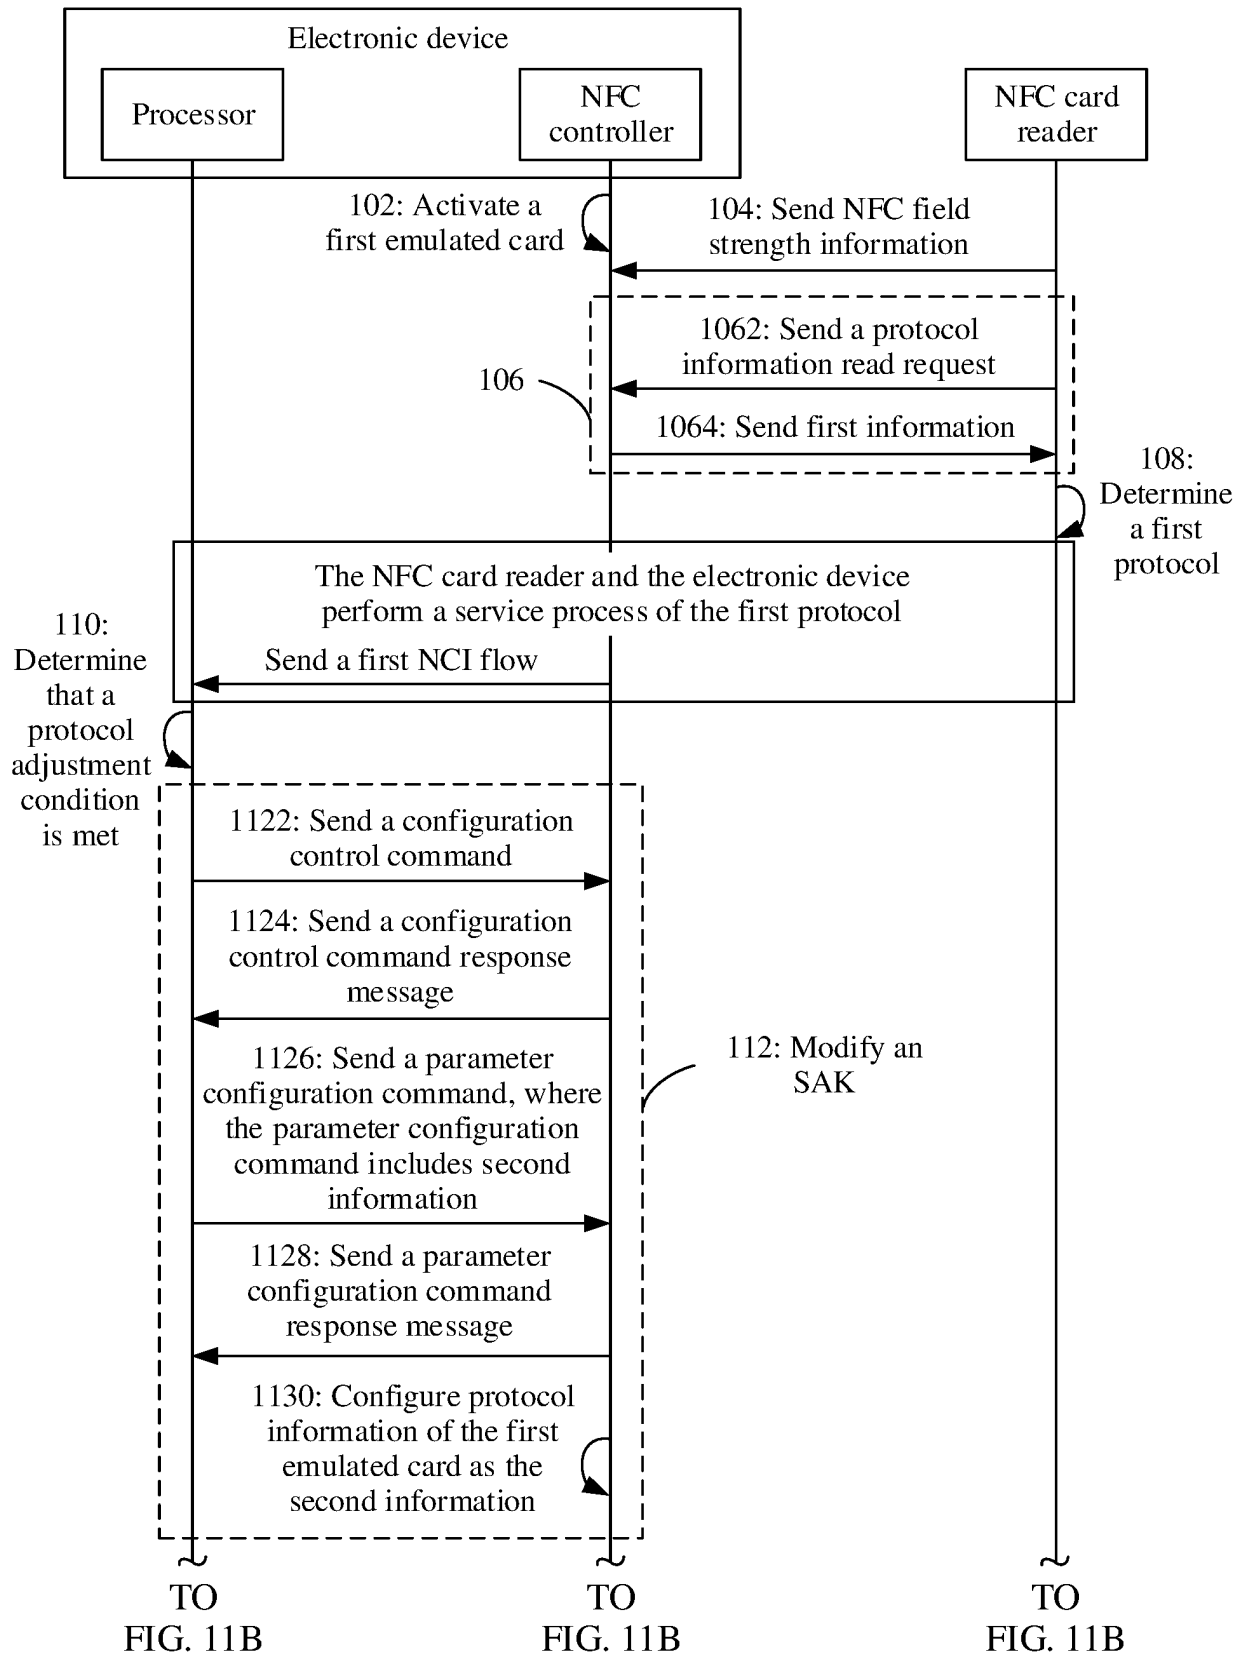 Electronic device
Processor
NFC
controller
NFC card
reader
102: Activate a
first emulated card
104: Send NFC field
strength information
1062: Send a protocol
information read request
106
1064: Send first information
108:
Determine
a first
protocol
The NFC card reader and the electronic device
perform a service process of the first protocol
Send a first NCI flow
110:
Determine
that a
protocol
adjustment
condition
is met
1122: Send a configuration
control command
1124: Send a configuration
control command response
message
112: Modify an
SAK
1126: Send a parameter
configuration command, where
the parameter configuration
command includes second
information
1128: Send a parameter
configuration command
response message
1130: Configure protocol
information of the first
emulated card as the
second information
TO
FIG. 11B
TO
FIG. 11B
TO
FIG. 11B